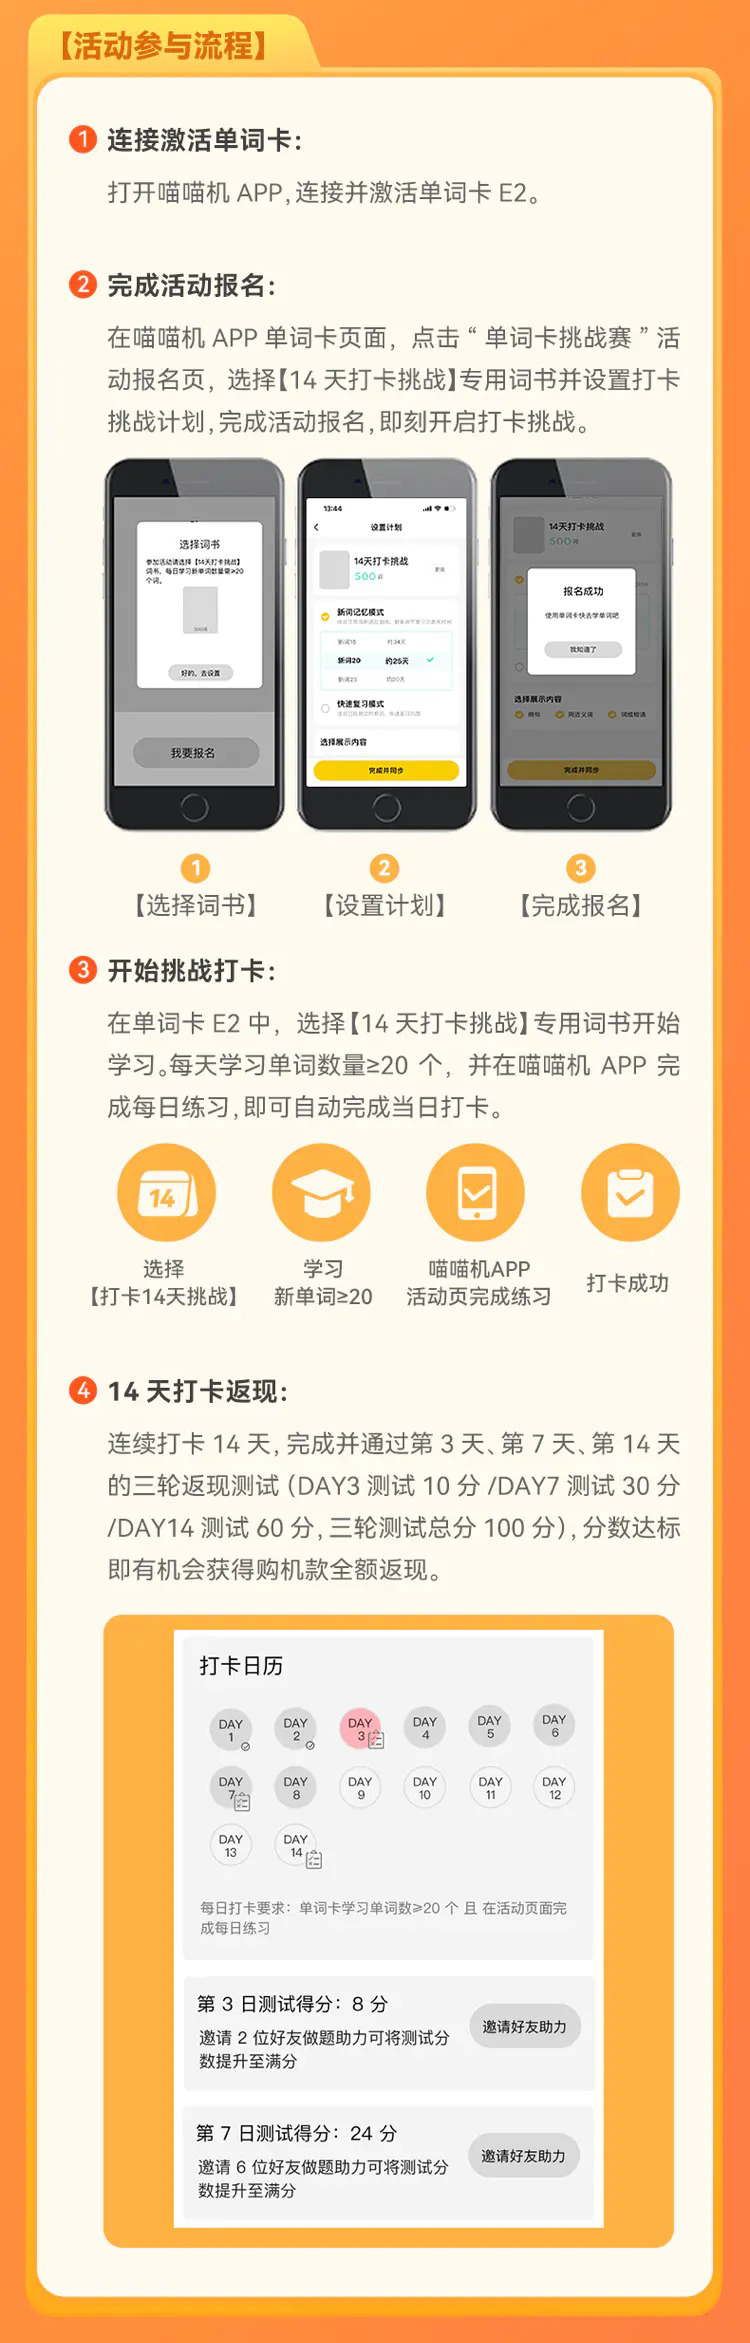 【活动参与流程】
1 连接激活单词卡：
打开喵喵机 APP，连接并激活单词卡 E2。
2 完成活动报名：
在喵喵机 APP 单词卡页面，点击“单词卡挑战赛”活
动报名页，选择【14 天打卡挑战】专用词书并设置打卡
挑战计划，完成活动报名，即刻开启打卡挑战。
选择词书
参加活动请选择【14天打卡挑战】
词书，每日学习新单词数量需≥20
个词。
500词
好的，去设置
我要报名
13:44
设置计划
14天打卡挑战
500词
更换
新词记忆模式
新词15 约34天
新词20 约25天
新词25 约20天
快速复习模式
选择展示内容
完成并同步
14天打卡挑战
500词
更换
报名成功
使用单词卡快去学单词吧
我知道了
选择展示内容
例句 同近义词 词组短语
完成并同步
1
2
3
【选择词书】
【设置计划】
【完成报名】
3 开始挑战打卡：
在单词卡 E2 中，选择【14 天打卡挑战】专用词书开始
学习。每天学习单词数量≥20 个，并在喵喵机 APP 完
成每日练习，即可自动完成当日打卡。
14
选择
【打卡14天挑战】
学习
新单词≥20
喵喵机APP
活动页完成练习
打卡成功
4 14 天打卡返现：
连续打卡 14 天，完成并通过第 3 天、第 7 天、第 14 天
的三轮返现测试（DAY3 测试 10 分 /DAY7 测试 30 分
/DAY14 测试 60 分，三轮测试总分 100 分），分数达标
即有机会获得购机款全额返现。
打卡日历
DAY 1
DAY 2
DAY 3
DAY 4
DAY 5
DAY 6
DAY 7
DAY 8
DAY 9
DAY 10
DAY 11
DAY 12
DAY 13
DAY 14
每日打卡要求：单词卡学习单词数≥20 个 且 在活动页面完
成每日练习
第 3 日测试得分：8 分
邀请 2 位好友做题助力可将测试分
数提升至满分
邀请好友助力
第 7 日测试得分：24 分
邀请 6 位好友做题助力可将测试分
数提升至满分
邀请好友助力